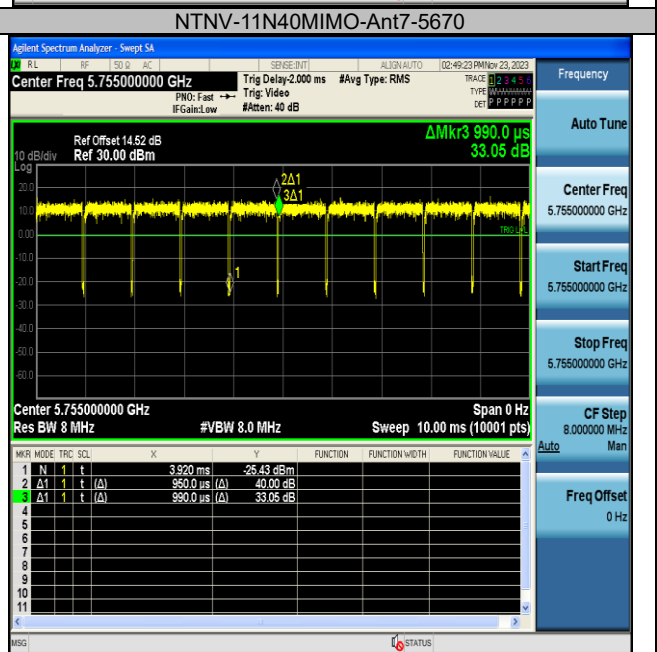 NTNV-11N40MIMO-Ant7-5670
Agilent Spectrum Analyzer - Swept SA
RL RF 50 Ω AC SENSE:INT ALIGN AUTO 02:49:23 PM Nov 23, 2023
Center Freq 5.755000000 GHz
PNO: Fast
IFGain:Low
Trig Delay-2.000 ms
Trig: Video
#Atten: 40 dB
#Avg Type: RMS
TRACE 1 2 3 4 5 6
TYPE
DET P P P P P P
Frequency
ΔMkr3 990.0 µs
33.05 dB
Ref Offset 14.52 dB
10 dB/div Ref 30.00 dBm
Log
20.0
10.0
0.00
-10.0
-20.0
-30.0
-40.0
-50.0
-60.0
2Δ1
3Δ1
1
Center 5.755000000 GHz Span 0 Hz
Res BW 8 MHz #VBW 8.0 MHz Sweep 10.00 ms (10001 pts)
MKR MODE TRC SCL X Y FUNCTION FUNCTION WIDTH FUNCTION VALUE
1 N 1 t 3.920 ms -25.43 dBm
2 Δ1 1 t (Δ) 950.0 µs (Δ) 40.00 dB
3 Δ1 1 t (Δ) 990.0 µs (Δ) 33.05 dB
4
5
6
7
8
9
10
11
Auto Tune
Center Freq
5.755000000 GHz
Start Freq
5.755000000 GHz
Stop Freq
5.755000000 GHz
CF Step
8.000000 MHz
Auto Man
Freq Offset
0 Hz
MSG STATUS